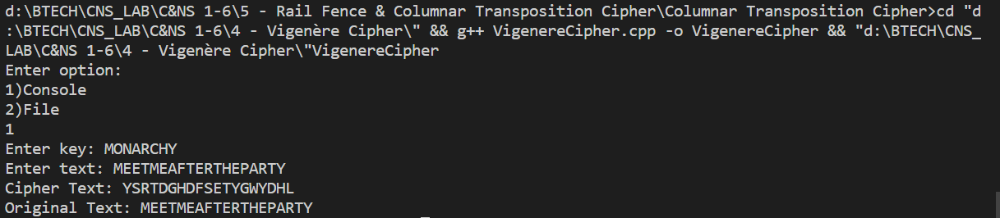 d:\BTECH\CNS_LAB\C&NS 1-6\5 - Rail Fence & Columnar Transposition Cipher\Columnar Transposition Cipher>cd "d
:\BTECH\CNS_LAB\C&NS 1-6\4 - Vigenère Cipher\" && g++ VigenereCipher.cpp -o VigenereCipher && "d:\BTECH\CNS_
LAB\C&NS 1-6\4 - Vigenère Cipher\"VigenereCipher
Enter option:
1)Console
2)File
1
Enter key: MONARCHY
Enter text: MEETMEAFTERTHEPARTY
Cipher Text: YSRTDGHDFSETYGWYDHL
Original Text: MEETMEAFTERTHEPARTY